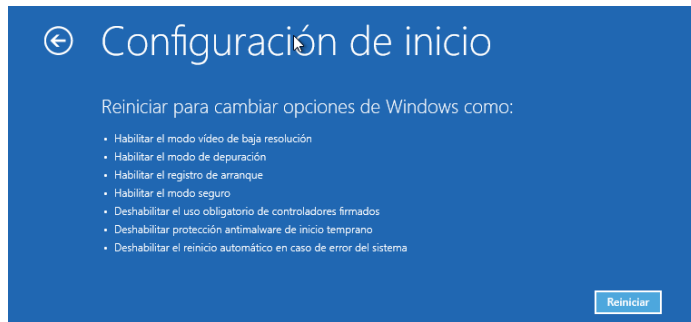 Configuración de inicio
Reiniciar para cambiar opciones de Windows como:
• Habilitar el modo vídeo de baja resolución
• Habilitar el modo de depuración
• Habilitar el registro de arranque
• Habilitar el modo seguro
• Deshabilitar el uso obligatorio de controladores firmados
• Deshabilitar protección antimalware de inicio temprano
• Deshabilitar el reinicio automático en caso de error del sistema
Reiniciar